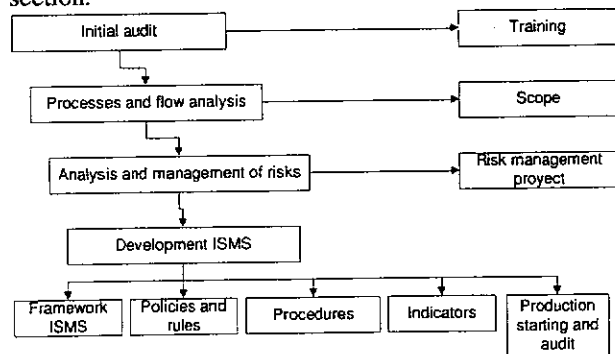 section.
Initial audit
Training
Processes and flow analysis
Scope
Analysis and management of risks
Risk management
proyect
Development ISMS
Framework
ISMS
Policies and
rules
Procedures
Indicators
Production
starting and
audit